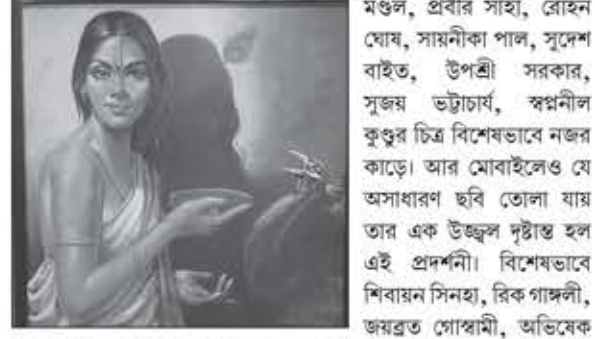 মণ্ডল, প্রবীর সাহা, রোহন
ঘোষ, সায়নীকা পাল, সুদেশ
বাইত, উপশ্রী সরকার,
সুজয় ভট্টাচার্য, স্বপ্ননীল
কুণ্ডুর চিত্র বিশেষভাবে নজর
কাড়ে। আর মোবাইলেও যে
অসাধারণ ছবি তোলা যায়
তার এক উজ্জ্বল দৃষ্টান্ত হল
এই প্রদর্শনী। বিশেষভাবে
শিবায়ন সিনহা, রিক গাঙ্গলী,
জয়ব্রত গোস্বামী, অভিষেক